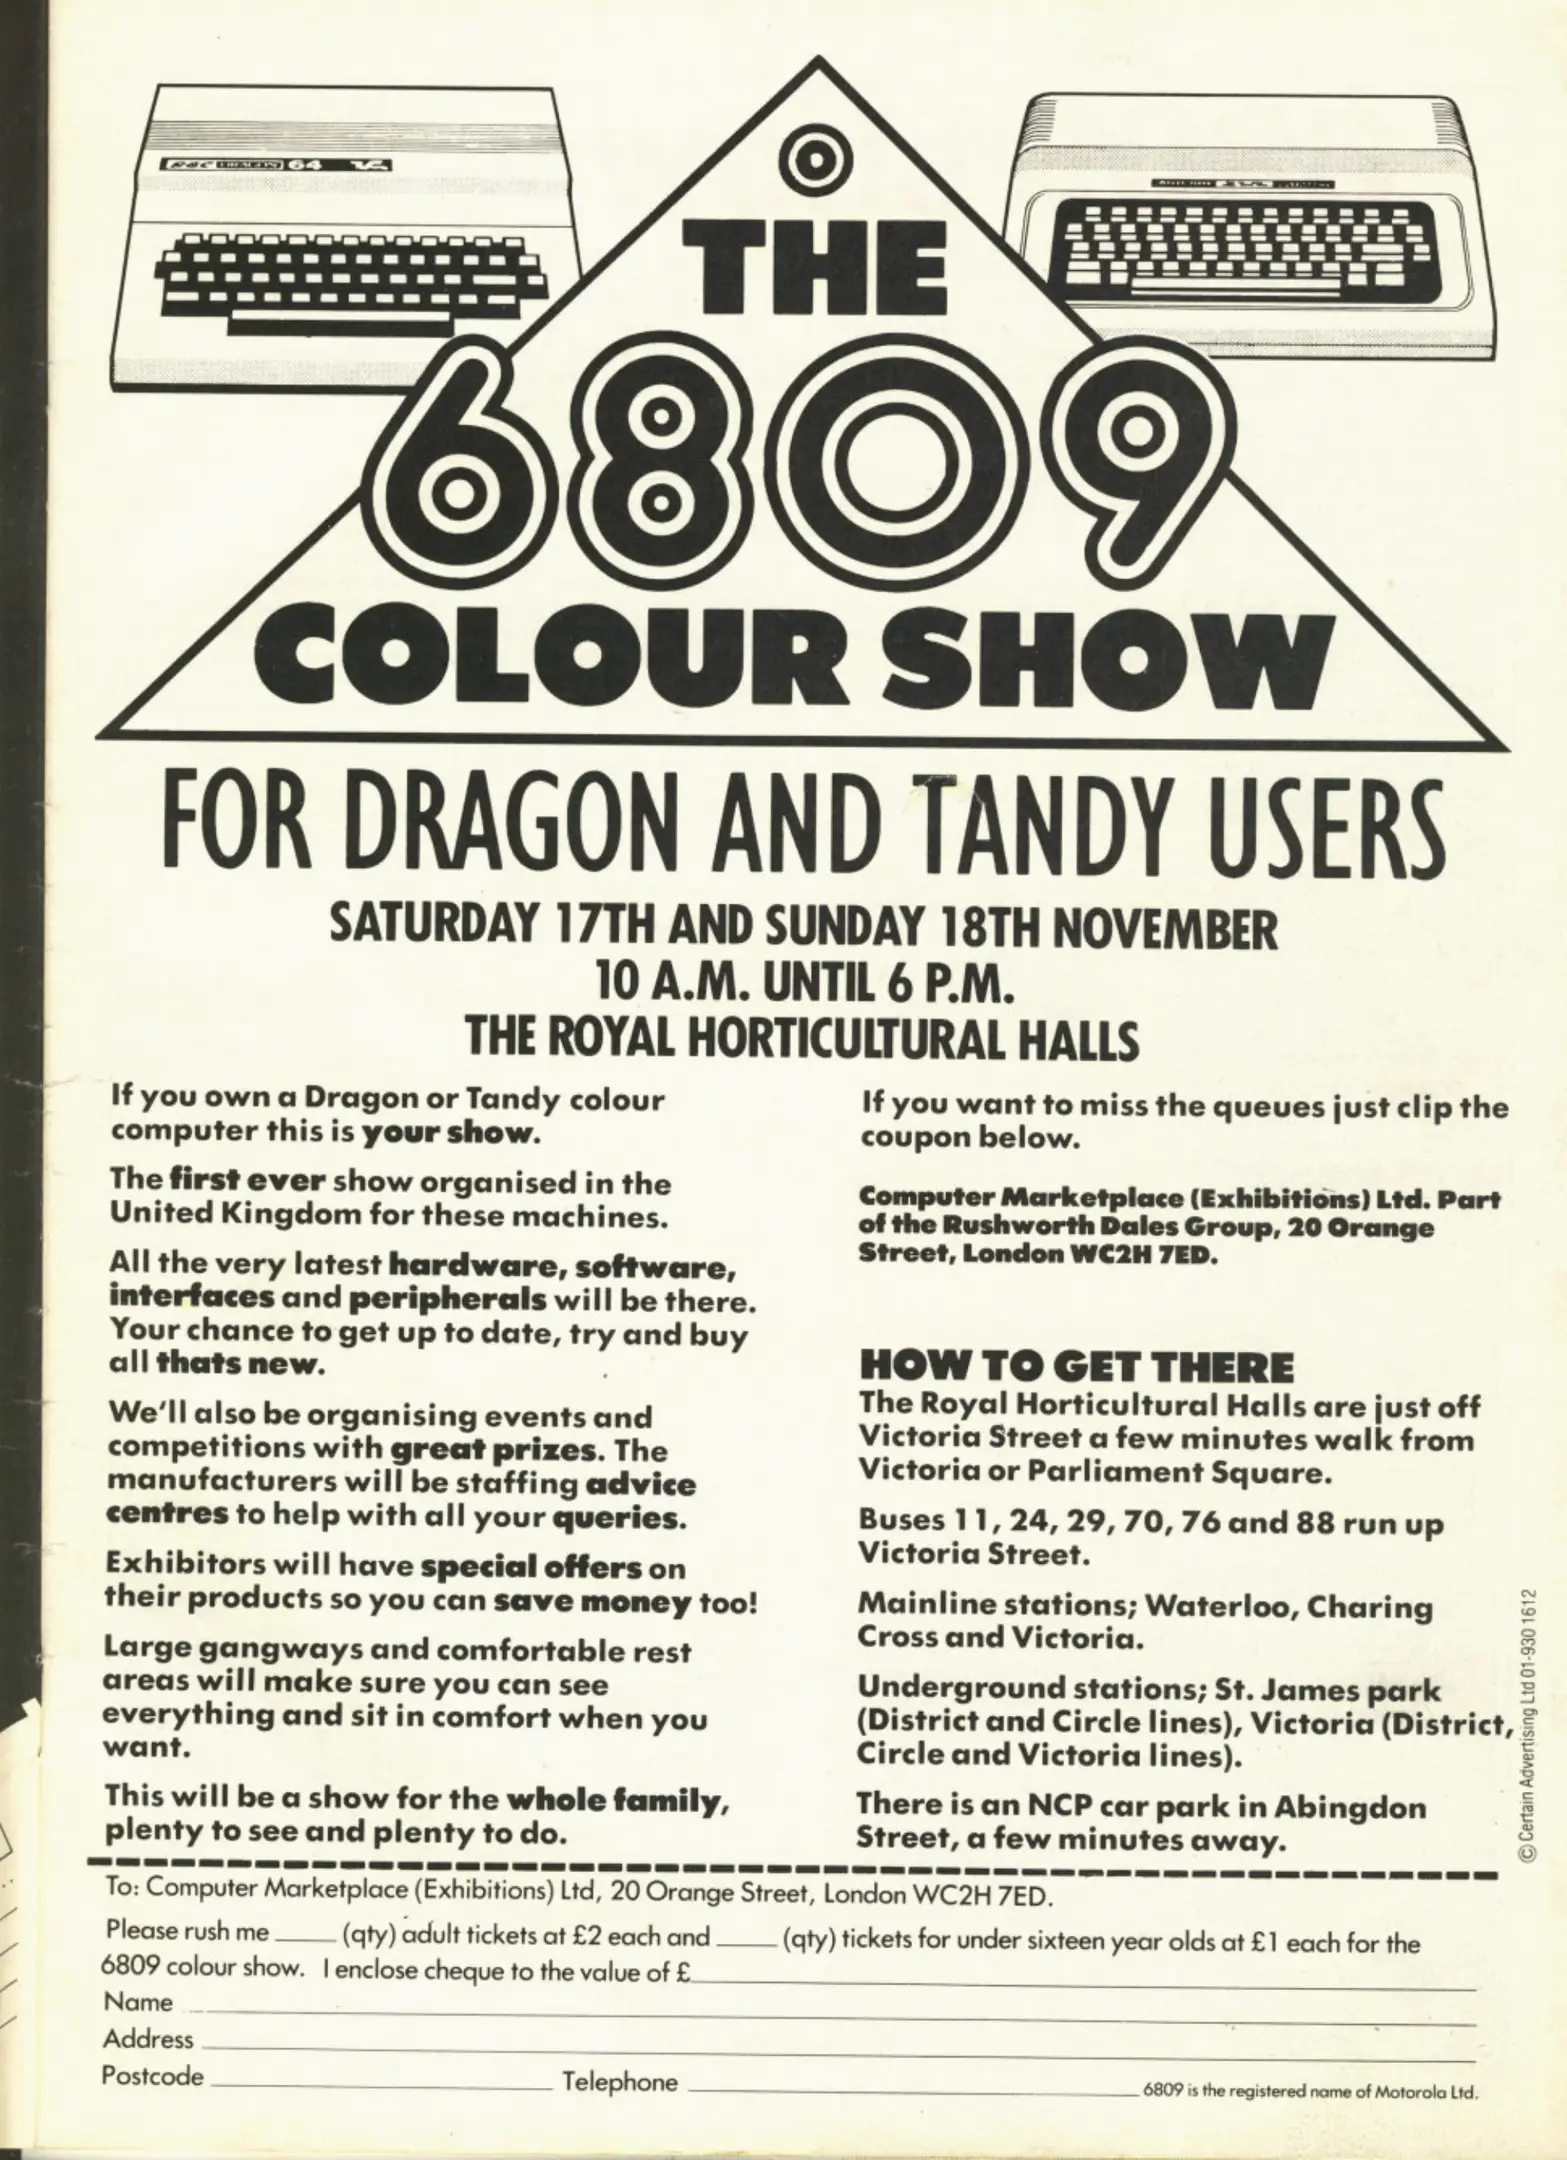 DRAGON 64
THE
6809
COLOUR SHOW
FOR DRAGON AND TANDY USERS
SATURDAY 17TH AND SUNDAY 18TH NOVEMBER
10 A.M. UNTIL 6 P.M.
THE ROYAL HORTICULTURAL HALLS
If you own a Dragon or Tandy colour
computer this is your show.
The first ever show organised in the
United Kingdom for these machines.
All the very latest hardware, software,
interfaces and peripherals will be there.
Your chance to get up to date, try and buy
all thats new.
We'll also be organising events and
competitions with great prizes. The
manufacturers will be staffing advice
centres to help with all your queries.
Exhibitors will have special offers on
their products so you can save money too!
Large gangways and comfortable rest
areas will make sure you can see
everything and sit in comfort when you
want.
This will be a show for the whole family,
plenty to see and plenty to do.
If you want to miss the queues just clip the
coupon below.
Computer Marketplace (Exhibitions) Ltd. Part
of the Rushworth Dales Group, 20 Orange
Street, London WC2H 7ED.
HOW TO GET THERE
The Royal Horticultural Halls are just off
Victoria Street a few minutes walk from
Victoria or Parliament Square.
Buses 11, 24, 29, 70, 76 and 88 run up
Victoria Street.
Mainline stations; Waterloo, Charing
Cross and Victoria.
Underground stations; St. James park
(District and Circle lines), Victoria (District,
Circle and Victoria lines).
There is an NCP car park in Abingdon
Street, a few minutes away.
© Certain Advertising Ltd 01-930 1612
To: Computer Marketplace (Exhibitions) Ltd, 20 Orange Street, London WC2H 7ED.
Please rush me ____ (qty) adult tickets at £2 each and ____ (qty) tickets for under sixteen year olds at £1 each for the
6809 colour show. I enclose cheque to the value of £____
Name ____
Address ____
Postcode ____ Telephone ____ 6809 is the registered name of Motorola Ltd.